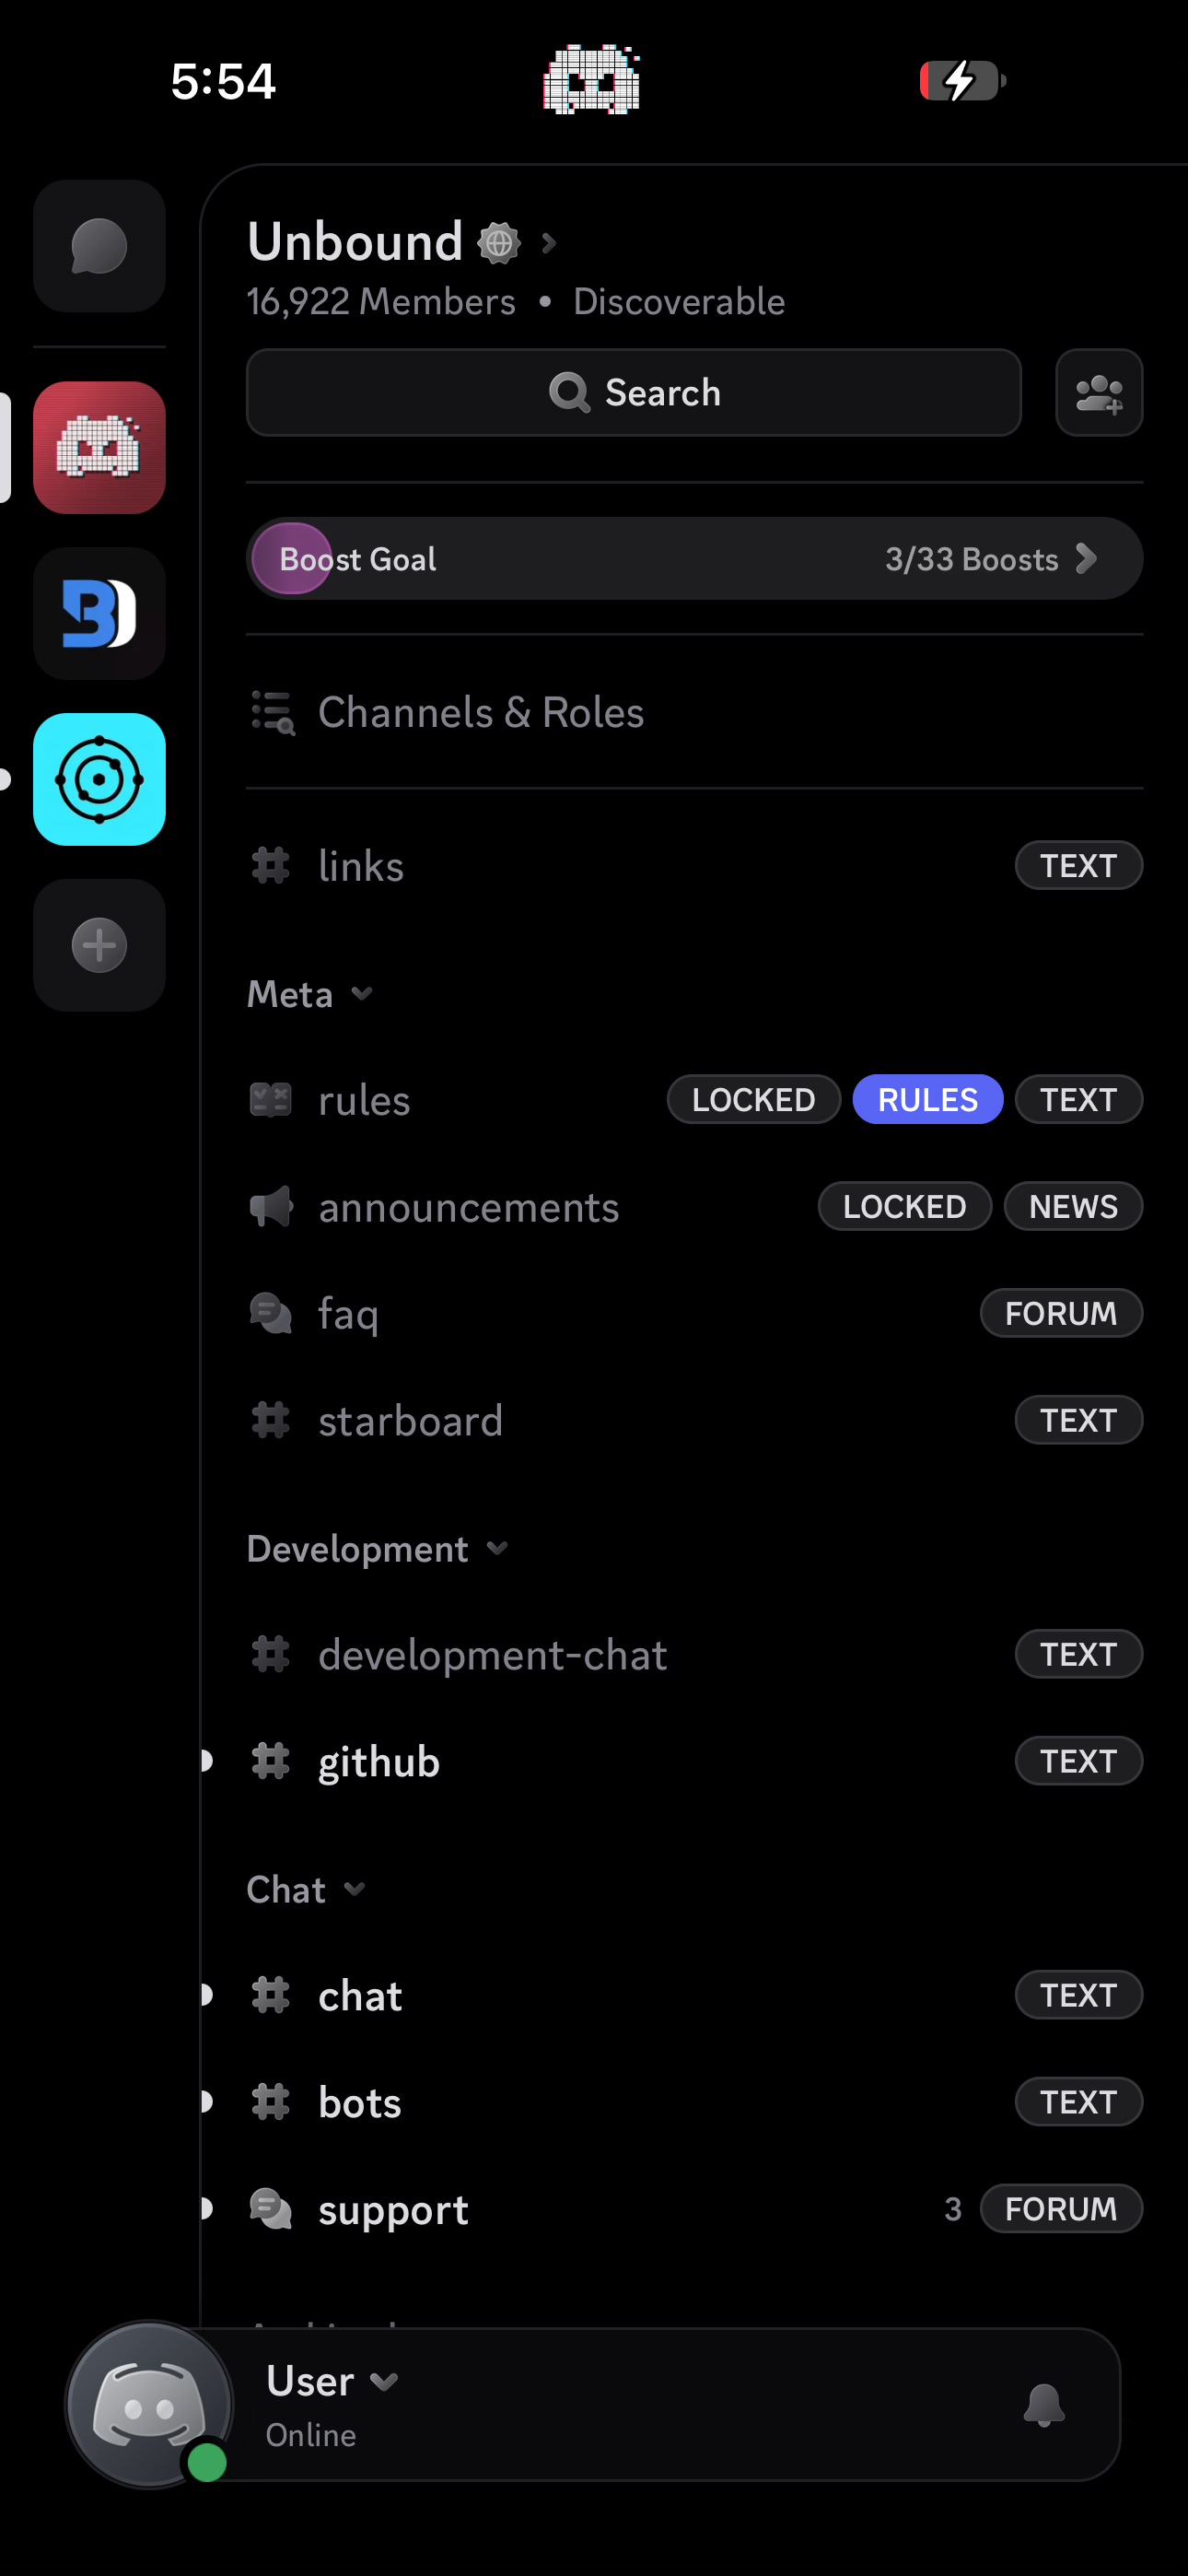 5:54
Unbound
16,922 Members • Discoverable
Search
Boost Goal 3/33 Boosts
Channels & Roles
links TEXT
Meta
rules LOCKED RULES TEXT
announcements LOCKED NEWS
faq FORUM
starboard TEXT
Development
development-chat TEXT
github TEXT
Chat
chat TEXT
bots TEXT
support 3 FORUM
User
Online